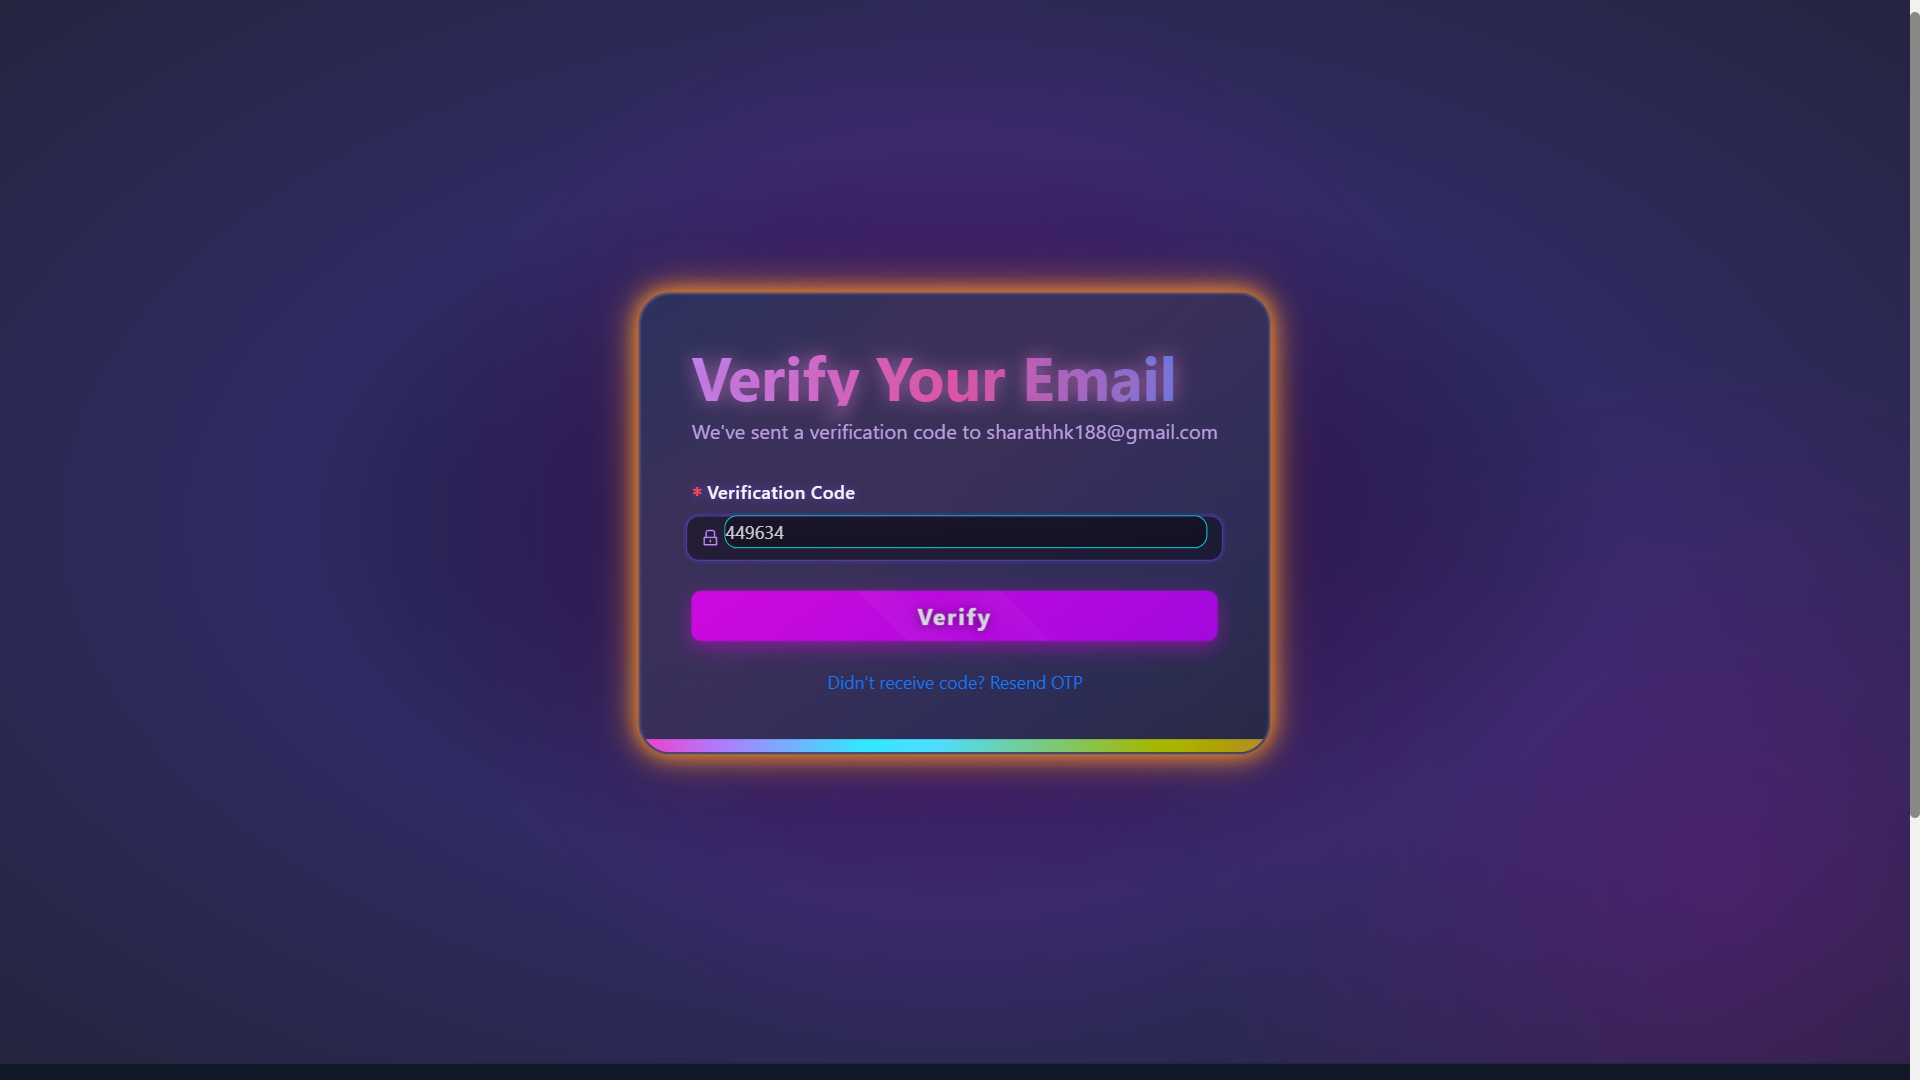 Verify Your Email
We've sent a verification code to sharathhk188@gmail.com
* Verification Code
449634
Verify
Didn't receive code? Resend OTP